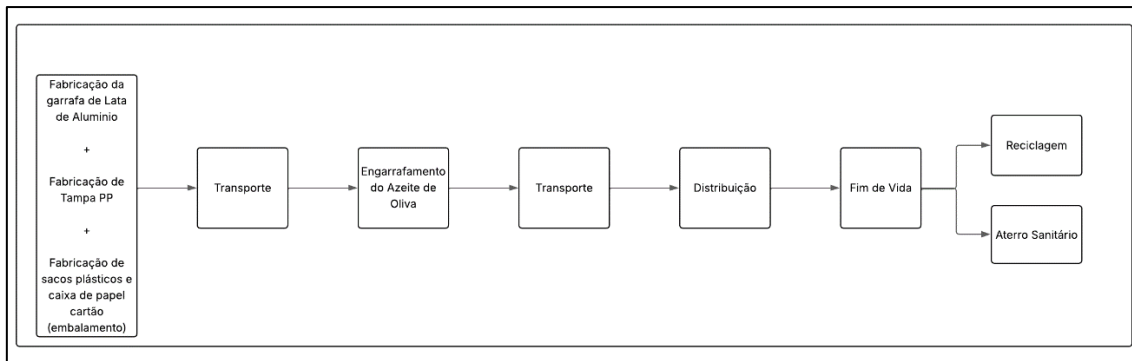 Fabricação da
garrafa de Lata
de Aluminio
+
Fabricação de
Tampa PP
+
Fabricação de
sacos plásticos e
caixa de papel
cartão
(embalamento)
Transporte
Engarrafamento
do Azeite de
Oliva
Transporte
Distribuição
Fim de Vida
Reciclagem
Aterro Sanitário